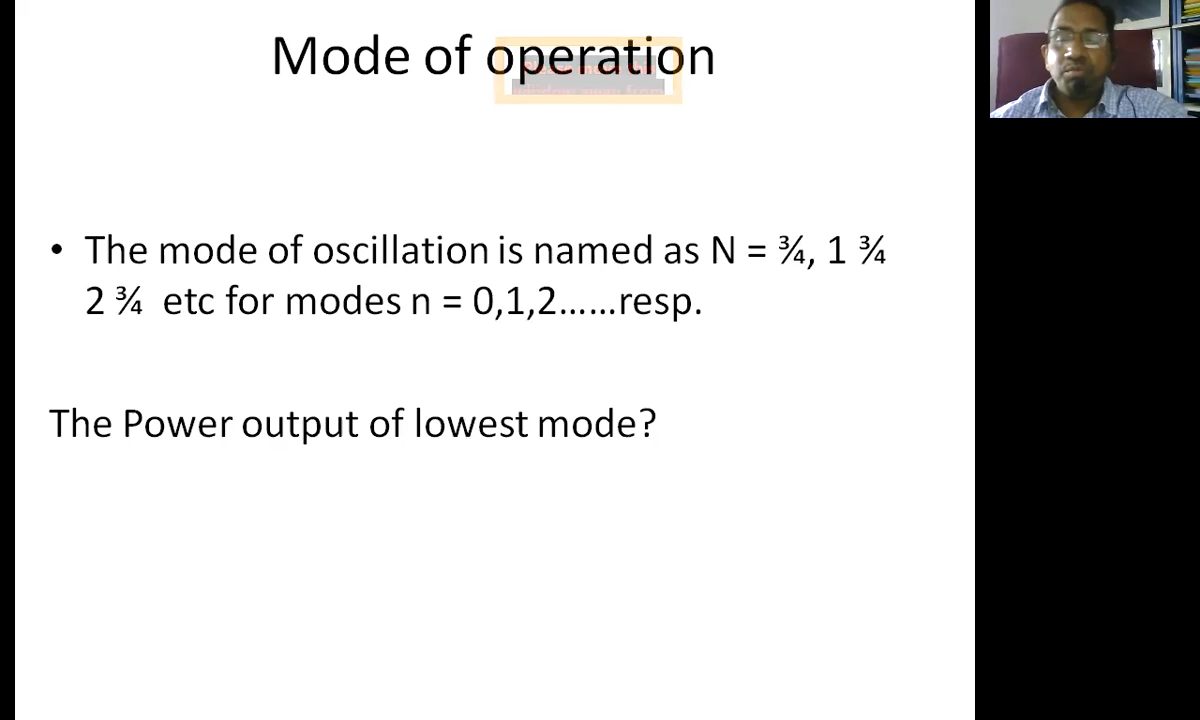 Mode of operation
• The mode of oscillation is named as N = ¾, 1 ¾
2 ¾ etc for modes n = 0,1,2......resp.
The Power output of lowest mode?